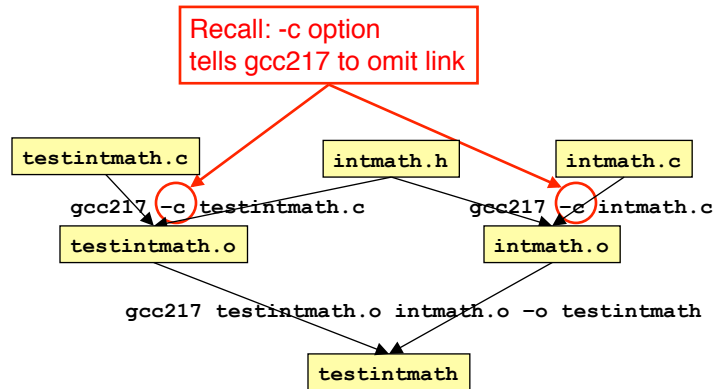 Recall: -c option
tells gcc217 to omit link
testintmath.c
intmath.h
intmath.c
gcc217 –c testintmath.c
gcc217 –c intmath.c
testintmath.o
intmath.o
gcc217 testintmath.o intmath.o –o testintmath
testintmath